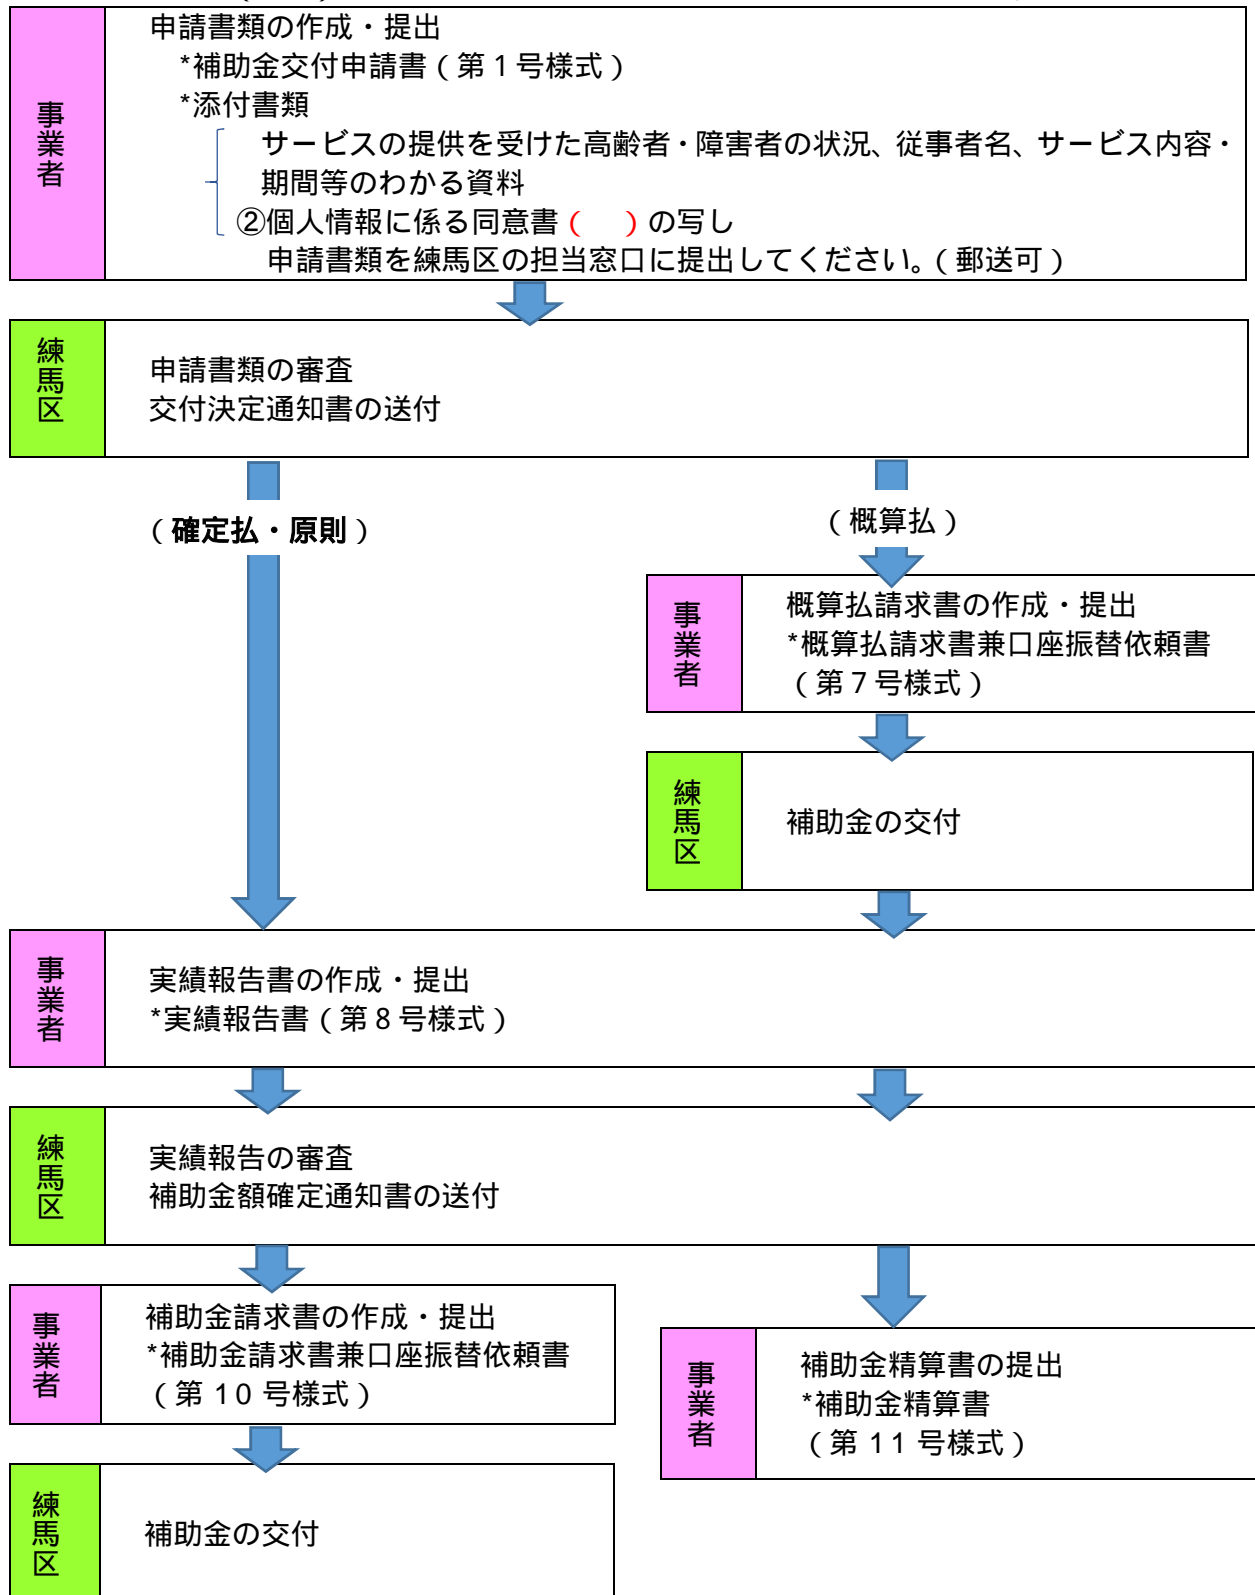 事業者
申請書類の作成・提出
*補助金交付申請書（第１号様式）
*添付書類
サービスの提供を受けた高齢者・障害者の状況、従事者名、サービス内容・
期間等のわかる資料
②個人情報に係る同意書（　）の写し
申請書類を練馬区の担当窓口に提出してください。（郵送可）
練馬区
申請書類の審査
交付決定通知書の送付
（確定払・原則）
（概算払）
事業者
概算払請求書の作成・提出
*概算払請求書兼口座振替依頼書
（第７号様式）
練馬区
補助金の交付
事業者
実績報告書の作成・提出
*実績報告書（第８号様式）
練馬区
実績報告の審査
補助金額確定通知書の送付
事業者
補助金請求書の作成・提出
*補助金請求書兼口座振替依頼書
（第 10 号様式）
事業者
補助金精算書の提出
*補助金精算書
（第 11 号様式）
練馬区
補助金の交付